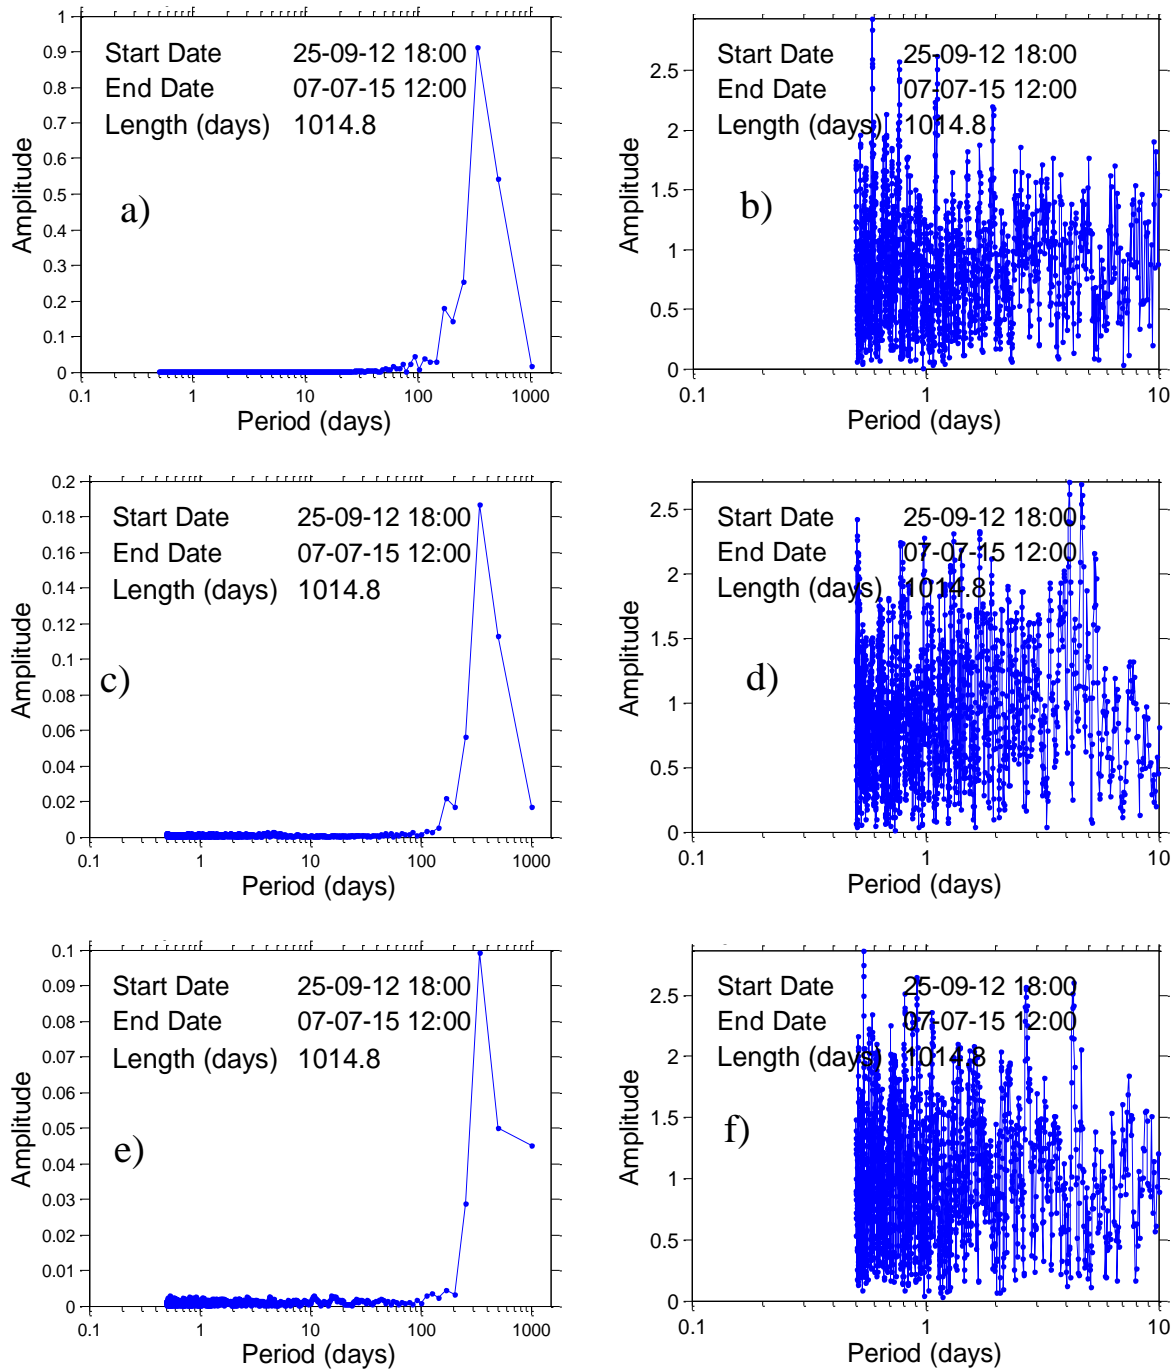 1
0.9
0.8
0.7
0.6
0.5
0.4
0.3
0.2
0.1
0
Amplitude
Start Date 25-09-12 18:00
End Date 07-07-15 12:00
Length (days) 1014.8
a)
0.1 1 10 100 1000
Period (days)
2.5
2
1.5
1
0.5
0
Amplitude
Start Date 25-09-12 18:00
End Date 07-07-15 12:00
Length (days) 1014.8
b)
0.1 1 10
Period (days)
0.2
0.18
0.16
0.14
0.12
0.1
0.08
0.06
0.04
0.02
0
Amplitude
Start Date 25-09-12 18:00
End Date 07-07-15 12:00
Length (days) 1014.8
c)
0.1 1 10 100 1000
Period (days)
2.5
2
1.5
1
0.5
0
Amplitude
Start Date 25-09-12 18:00
End Date 07-07-15 12:00
Length (days) 1014.8
d)
0.1 1 10
Period (days)
0.1
0.09
0.08
0.07
0.06
0.05
0.04
0.03
0.02
0.01
0
Amplitude
Start Date 25-09-12 18:00
End Date 07-07-15 12:00
Length (days) 1014.8
e)
0.1 1 10 100 1000
Period (days)
2.5
2
1.5
1
0.5
0
Amplitude
Start Date 25-09-12 18:00
End Date 07-07-15 12:00
Length (days) 1014.8
f)
0.1 1 10
Period (days)